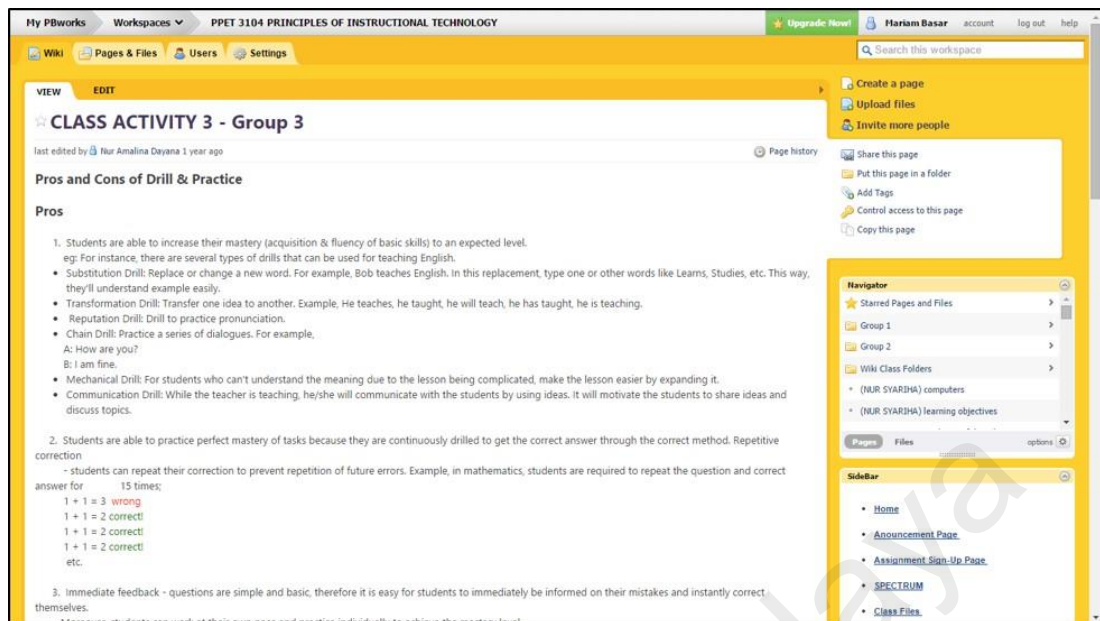 My PBworks Workspaces PPET 3104 PRINCIPLES OF INSTRUCTIONAL TECHNOLOGY Upgrade Now! Mariam Basar account log out help
Wiki Pages & Files Users Settings Search this workspace
VIEW EDIT
CLASS ACTIVITY 3 - Group 3
last edited by Nur Amalina Dayana 1 year ago Page history
Pros and Cons of Drill & Practice
Pros
1. Students are able to increase their mastery (acquisition & fluency of basic skills) to an expected level.
eg: For instance, there are several types of drills that can be used for teaching English.
• Substitution Drill: Replace or change a new word. For example, Bob teaches English. In this replacement, type one or other words like Learns, Studies, etc. This way,
they'll understand example easily.
• Transformation Drill: Transfer one idea to another. Example, He teaches, he taught, he will teach, he has taught, he is teaching.
• Reputation Drill: Drill to practice pronunciation.
• Chain Drill: Practice a series of dialogues. For example,
A: How are you?
B: I am fine.
• Mechanical Drill: For students who can't understand the meaning due to the lesson being complicated, make the lesson easier by expanding it.
• Communication Drill: While the teacher is teaching, he/she will communicate with the students by using ideas. It will motivate the students to share ideas and
discuss topics.
2. Students are able to practice perfect mastery of tasks because they are continuously drilled to get the correct answer through the correct method. Repetitive
correction
- students can repeat their correction to prevent repetition of future errors. Example, in mathematics, students are required to repeat the question and correct
answer for 15 times;
1 + 1 = 3 wrong
1 + 1 = 2 correct!
1 + 1 = 2 correct!
1 + 1 = 2 correct!
etc.
3. Immediate feedback - questions are simple and basic, therefore it is easy for students to immediately be informed on their mistakes and instantly correct
themselves.
Create a page
Upload files
Invite more people
Share this page
Put this page in a folder
Add Tags
Control access to this page
Copy this page
Navigator
Starred Pages and Files
Group 1
Group 2
Wiki Class Folders
(NUR SYARIHA) computers
(NUR SYARIHA) learning objectives
Pages Files options
SideBar
• Home
• Anouncement Page
• Assignment Sign-Up Page
• SPECTRUM
• Class Files